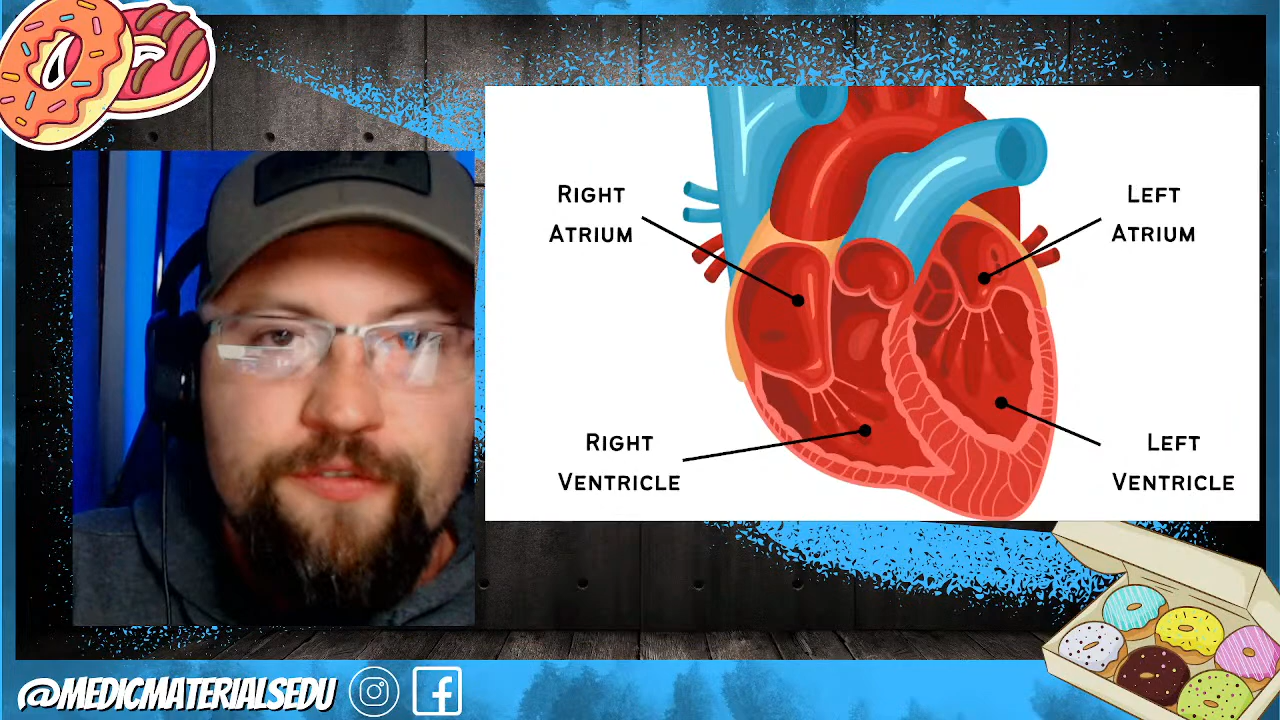 RIGHT
ATRIUM
LEFT
ATRIUM
RIGHT
VENTRICLE
LEFT
VENTRICLE
@MEDICMATERIALSEDU